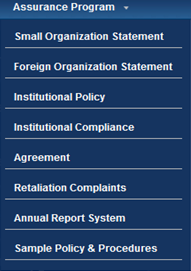 Assurance Program
Small Organization Statement
Foreign Organization Statement
Institutional Policy
Institutional Compliance
Agreement
Retaliation Complaints
Annual Report System
Sample Policy & Procedures